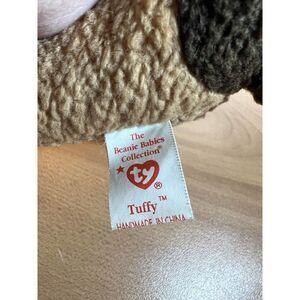 The
Beanie Babies
Collection®
ty®
Tuffy™
HANDMADE IN CHINA